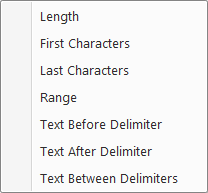 Length
First Characters
Last Characters
Range
Text Before Delimiter
Text After Delimiter
Text Between Delimiters